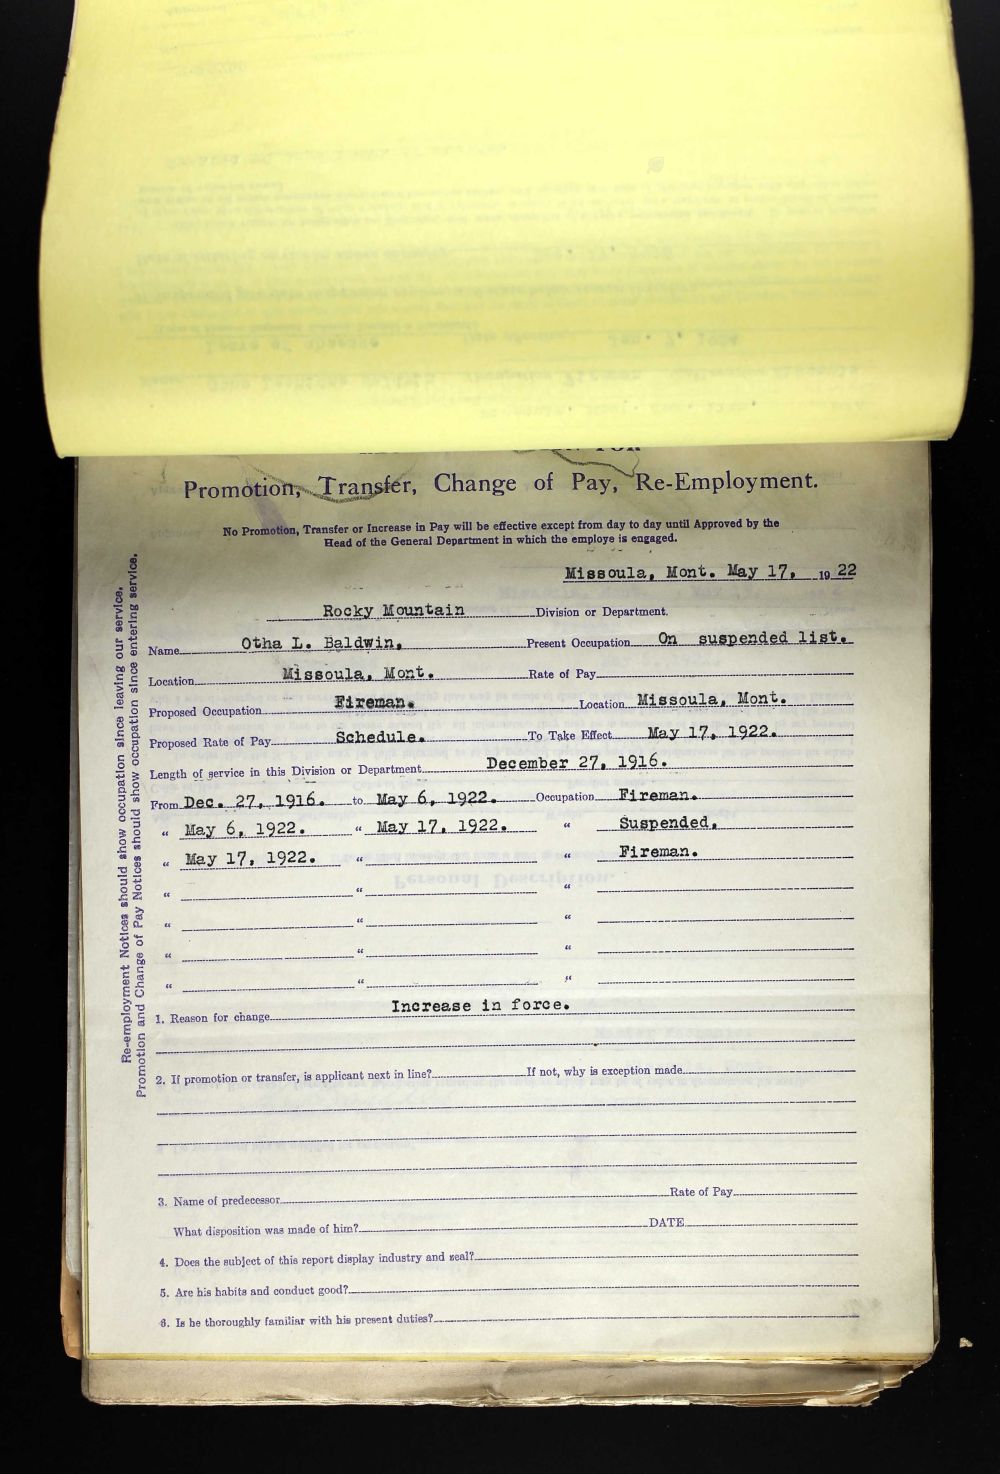 FOR
Promotion, Transfer, Change of Pay, Re-Employment.
No Promotion, Transfer or Increase in Pay will be effective except from day to day until Approved by the
Head of the General Department in which the employe is engaged.
Missoula, Mont. May 17, 1922
Rocky Mountain Division or Department.
Name Otha L. Baldwin. Present Occupation On suspended list.
Location Missoula, Mont. Rate of Pay
Proposed Occupation Fireman. Location Missoula, Mont.
Proposed Rate of Pay Schedule. To Take Effect May 17, 1922.
Length of service in this Division or Department December 27, 1916.
From Dec. 27, 1916. to May 6, 1922. Occupation Fireman.
“ May 6, 1922. “ May 17, 1922. “ Suspended.
“ May 17, 1922. “ “ Fireman.
“ “ “
“ “ “
“ “ “
“ “ “
1. Reason for change Increase in force.
2. If promotion or transfer, is applicant next in line? If not, why is exception made
3. Name of predecessor Rate of Pay
What disposition was made of him? DATE
4. Does the subject of this report display industry and zeal?
5. Are his habits and conduct good?
6. Is he thoroughly familiar with his present duties?
Re-employment Notices should show occupation since leaving our service.
Promotion and Change of Pay Notices should show occupation since entering service.